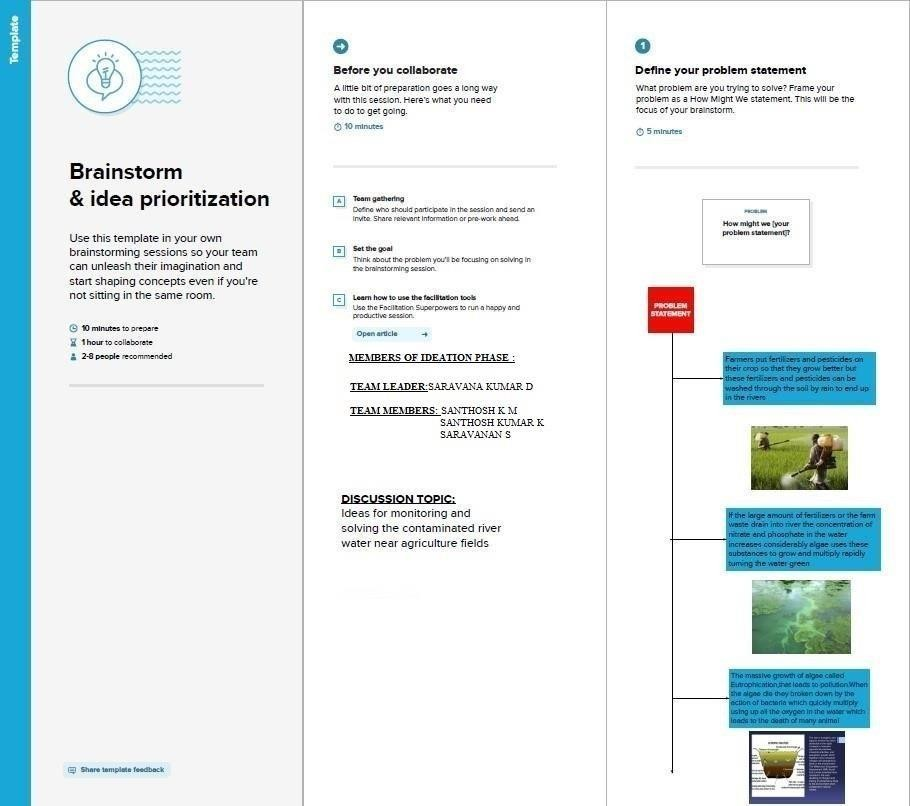 Template
Brainstorm
& idea prioritization
Use this template in your own
brainstorming sessions so your team
can unleash their imagination and
start shaping concepts even if you're
not sitting in the same room.
10 minutes to prepare
1 hour to collaborate
2-8 people recommended
Share template feedback
Before you collaborate
A little bit of preparation goes a long way
with this session. Here's what you need
to do to get going.
10 minutes
A
Team gathering
Define who should participate in the session and send an
invite. Share relevant information or pre-work ahead.
B
Set the goal
Think about the problem you'll be focusing on solving in
the brainstorming session.
C
Learn how to use the facilitation tools
Use the Facilitation Superpowers to run a happy and
productive session.
Open article
MEMBERS OF IDEATION PHASE :
TEAM LEADER:SARAVANA KUMAR D
TEAM MEMBERS: SANTHOSH K M
SANTHOSH KUMAR K
SARAVANAN S
DISCUSSION TOPIC:
Ideas for monitoring and
solving the contaminated river
water near agriculture fields
1
Define your problem statement
What problem are you trying to solve? Frame your
problem as a How Might We statement. This will be the
focus of your brainstorm.
5 minutes
PROBLEM
How might we [your
problem statement]?
PROBLEM
STATEMENT
Farmers put fertilizers and pesticides on
their crop so that they grow better but
these fertilizers and pesticides can be
washed through the soil by rain to end up
in the rivers
If the large amount of fertilizers or the farm
waste drain into river the concentration of
nitrate and phosphate in the water
increases considerably algae uses these
substances to grow and multiply rapidly
turning the water green
The massive growth of algae called
Eutrophication,that leads to pollution.When
the algae die they broken down by the
action of bacteria which quickly multiply
using up all the oxygen in the water which
leads to the death of many animal